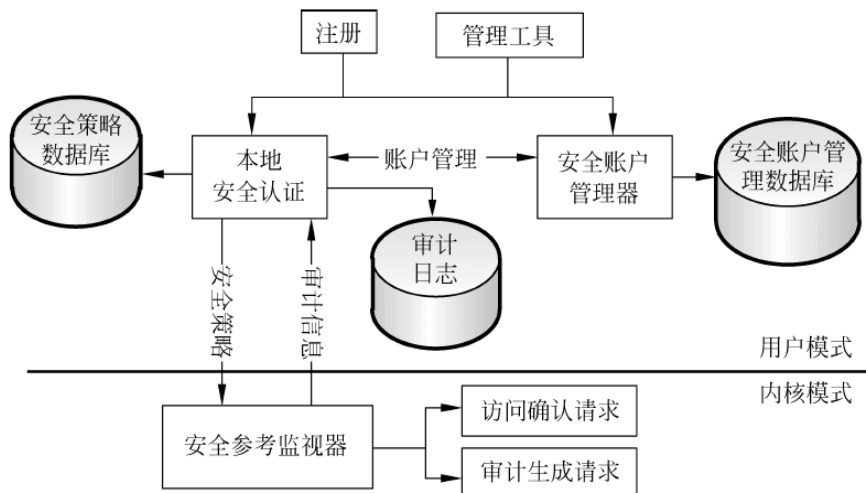 注册
管理工具
安全策略
数据库
本地
安全认证
账户管理
安全账户
管理器
安全账户管
理数据库
审计
日志
安全策略
审计信息
用户模式
内核模式
安全参考监视器
访问确认请求
审计生成请求